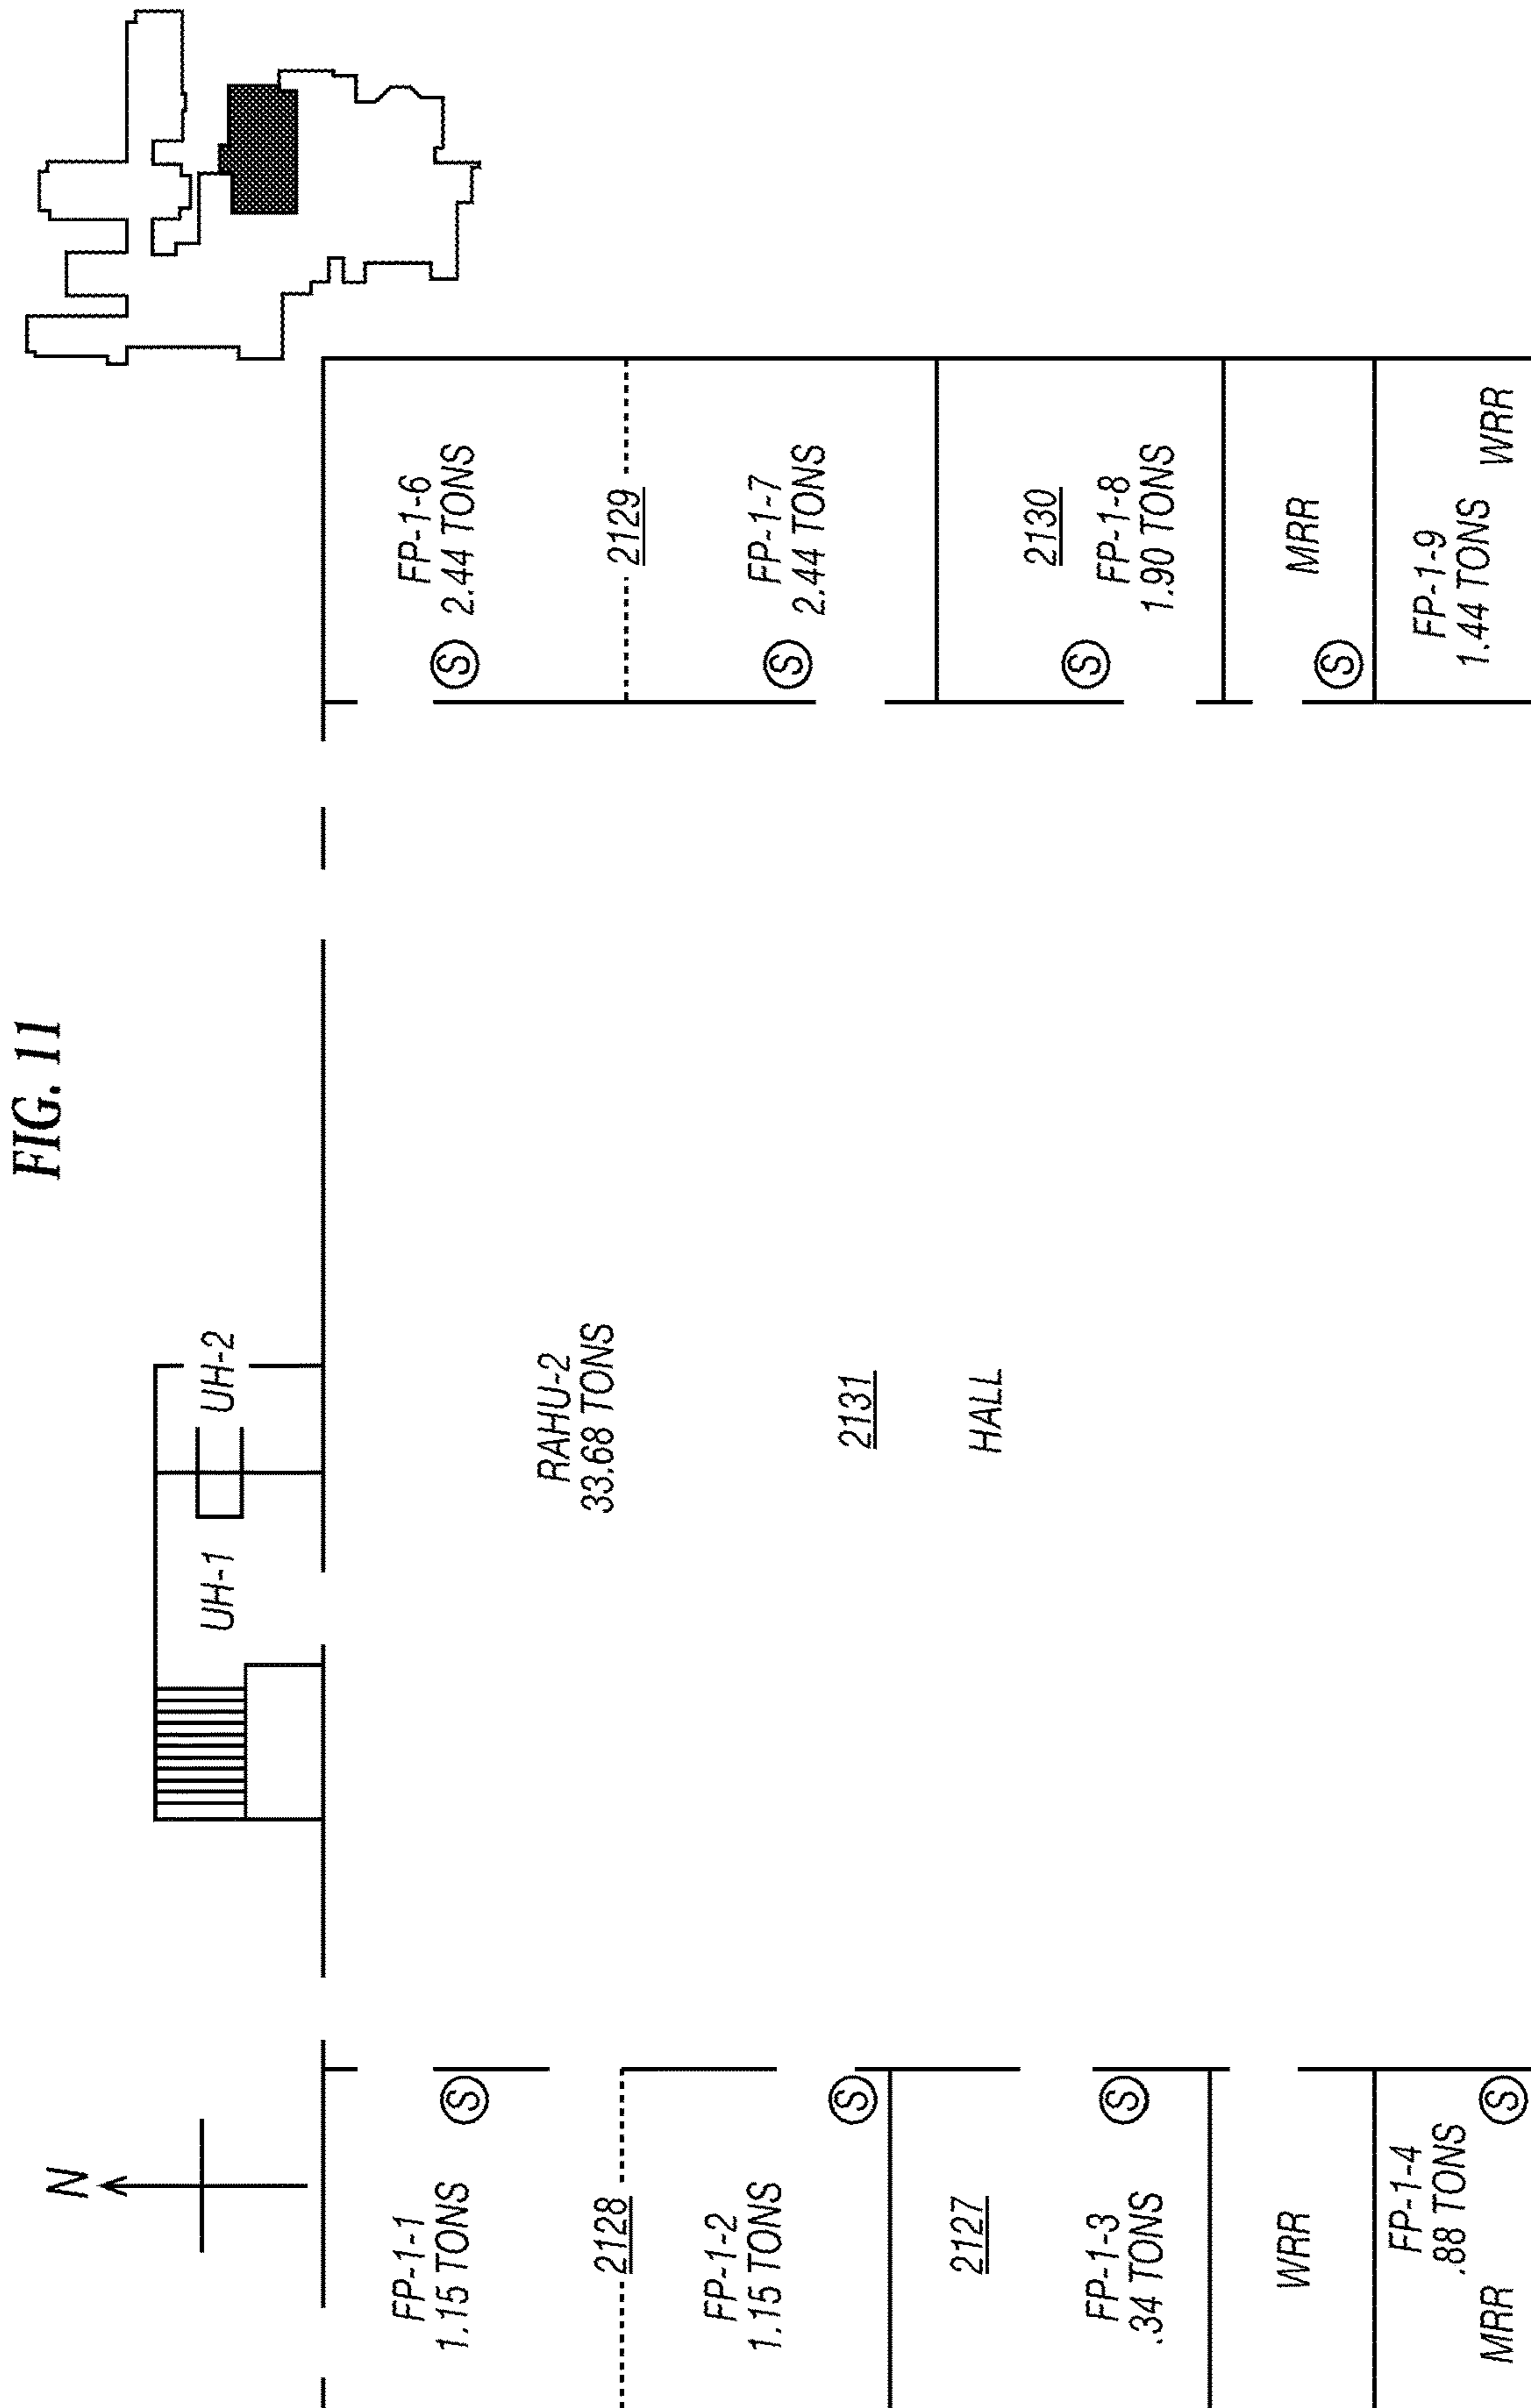 FIG. 11
N
UH-1
UH-2
FP-1-1
1.15 TONS
S
2128
FP-1-2
1.15 TONS
S
2127
FP-1-3
.34 TONS
S
WRR
FP-1-4
.88 TONS
MRR
S
RAHU-2
33.68 TONS
2131
HALL
FP-1-6
2.44 TONS
S
2129
FP-1-7
2.44 TONS
S
2130
FP-1-8
1.90 TONS
S
MRR
S
FP-1-9
1.44 TONS
WRR